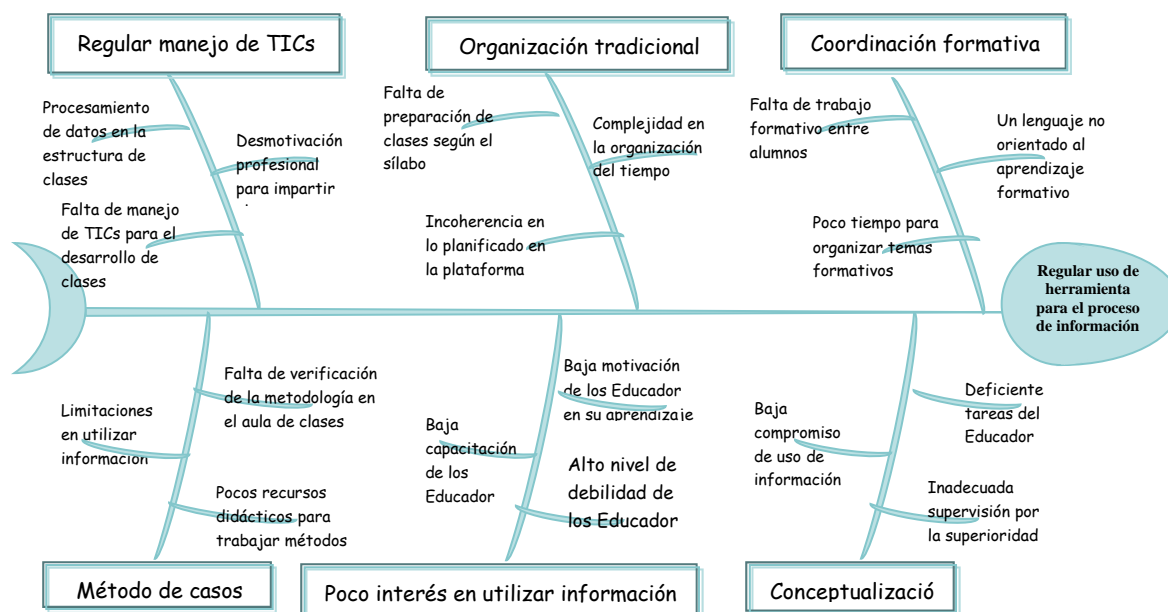 Regular manejo de TICs
Organización tradicional
Coordinación formativa
Procesamiento
de datos en la
estructura de
clases
Desmotivación
profesional
para impartir
Falta de manejo
de TICs para el
desarrollo de
clases
Falta de
preparación de
clases según el
sílabo
Complejidad en
la organización
del tiempo
Incoherencia en
lo planificado en
la plataforma
Falta de trabajo
formativo entre
alumnos
Un lenguaje no
orientado al
aprendizaje
formativo
Poco tiempo para
organizar temas
formativos
Regular uso de
herramienta
para el proceso
de información
Limitaciones
en utilizar
información
Falta de verificación
de la metodología en
el aula de clases
Pocos recursos
didácticos para
trabajar métodos
Baja motivación
de los Educador
en su aprendizaje
Baja
capacitación
de los
Educador
Alto nivel de
debilidad de
los Educador
Baja
compromiso
de uso de
información
Deficiente
tareas del
Educador
Inadecuada
supervisión por
la superioridad
Método de casos
Poco interés en utilizar información
Conceptualizació